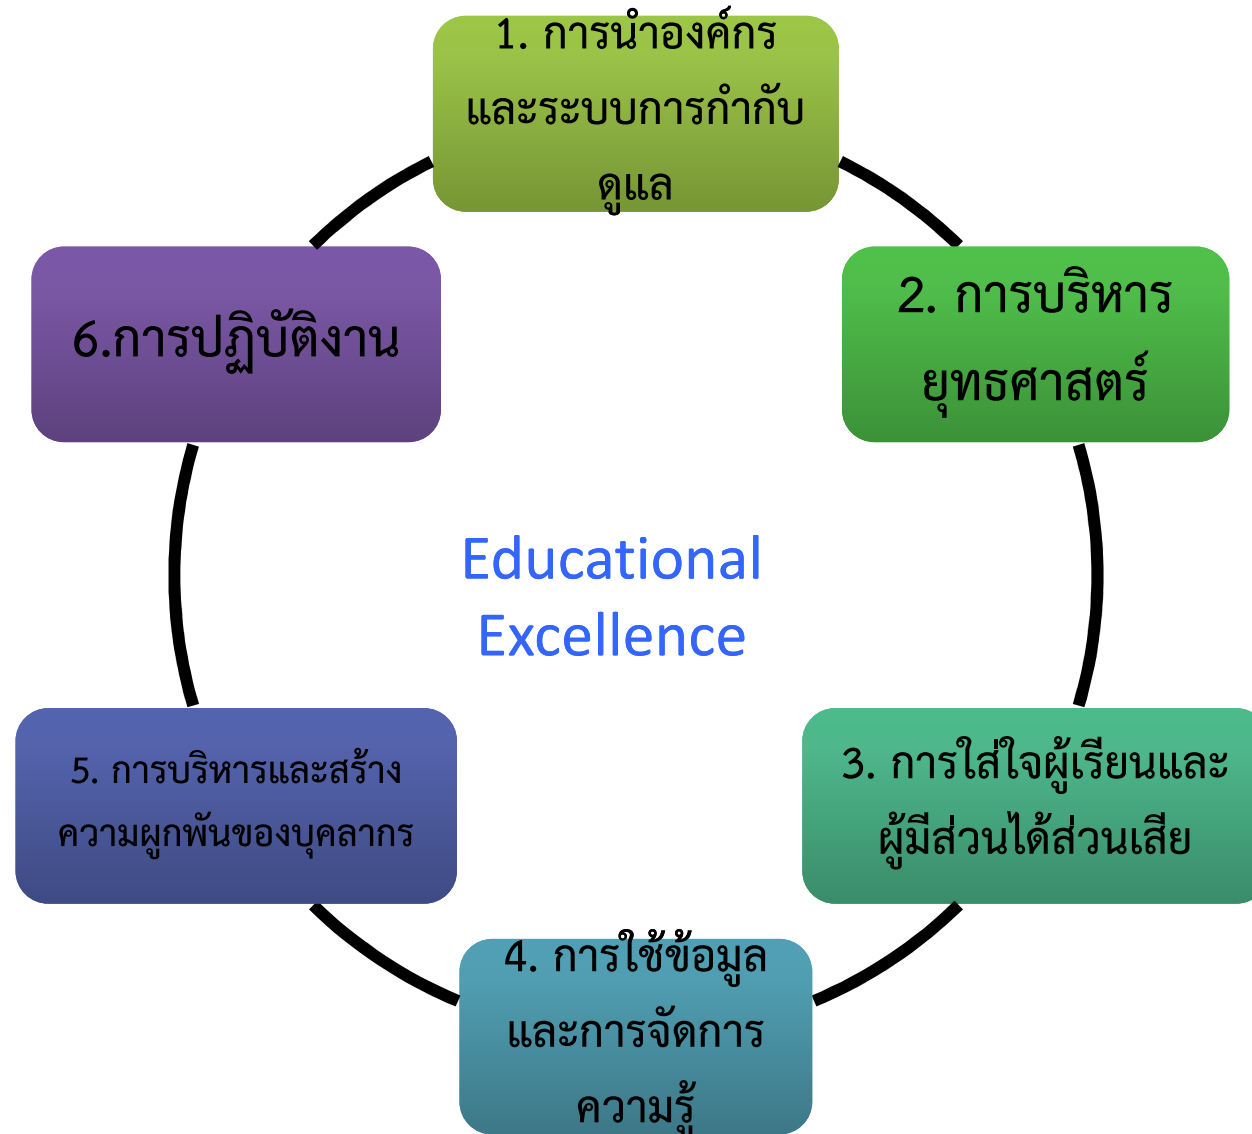 1. การนำองค์กร
และระบบการกำกับ
ดูแล
2. การบริหาร
ยุทธศาสตร์
3. การใส่ใจผู้เรียนและ
ผู้มีส่วนได้ส่วนเสีย
4. การใช้ข้อมูล
และการจัดการ
ความรู้
5. การบริหารและสร้าง
ความผูกพันของบุคลากร
6.การปฏิบัติงาน
Educational
Excellence